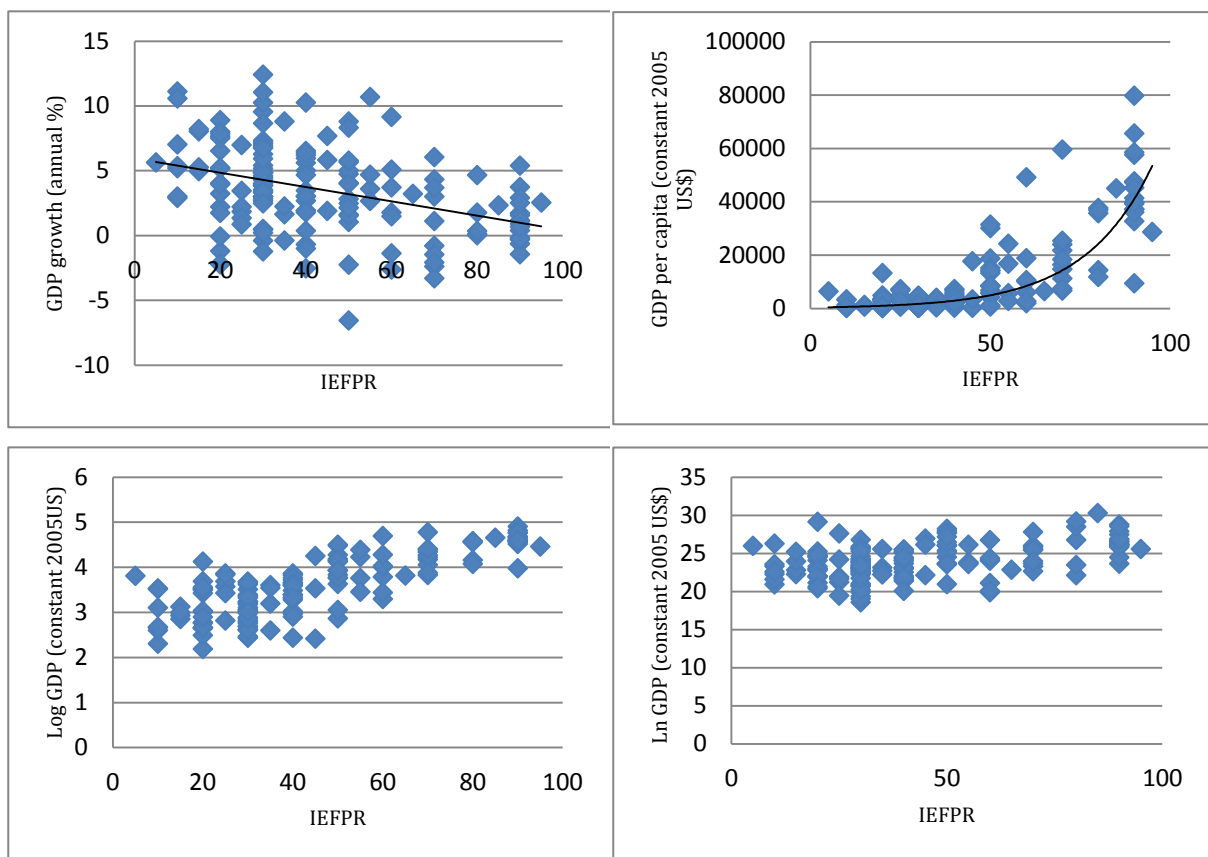 15
10
5
0
-5
-10
0 20 40 60 80 100
GDP growth (annual %)
IEFPR
100000
80000
60000
40000
20000
0
0 50 100
GDP per capita (constant 2005
US$)
IEFPR
6
5
4
3
2
1
0
0 20 40 60 80 100
Log GDP (constant 2005US)
IEFPR
35
30
25
20
15
10
5
0
0 50 100
Ln GDP (constant 2005 US$)
IEFPR